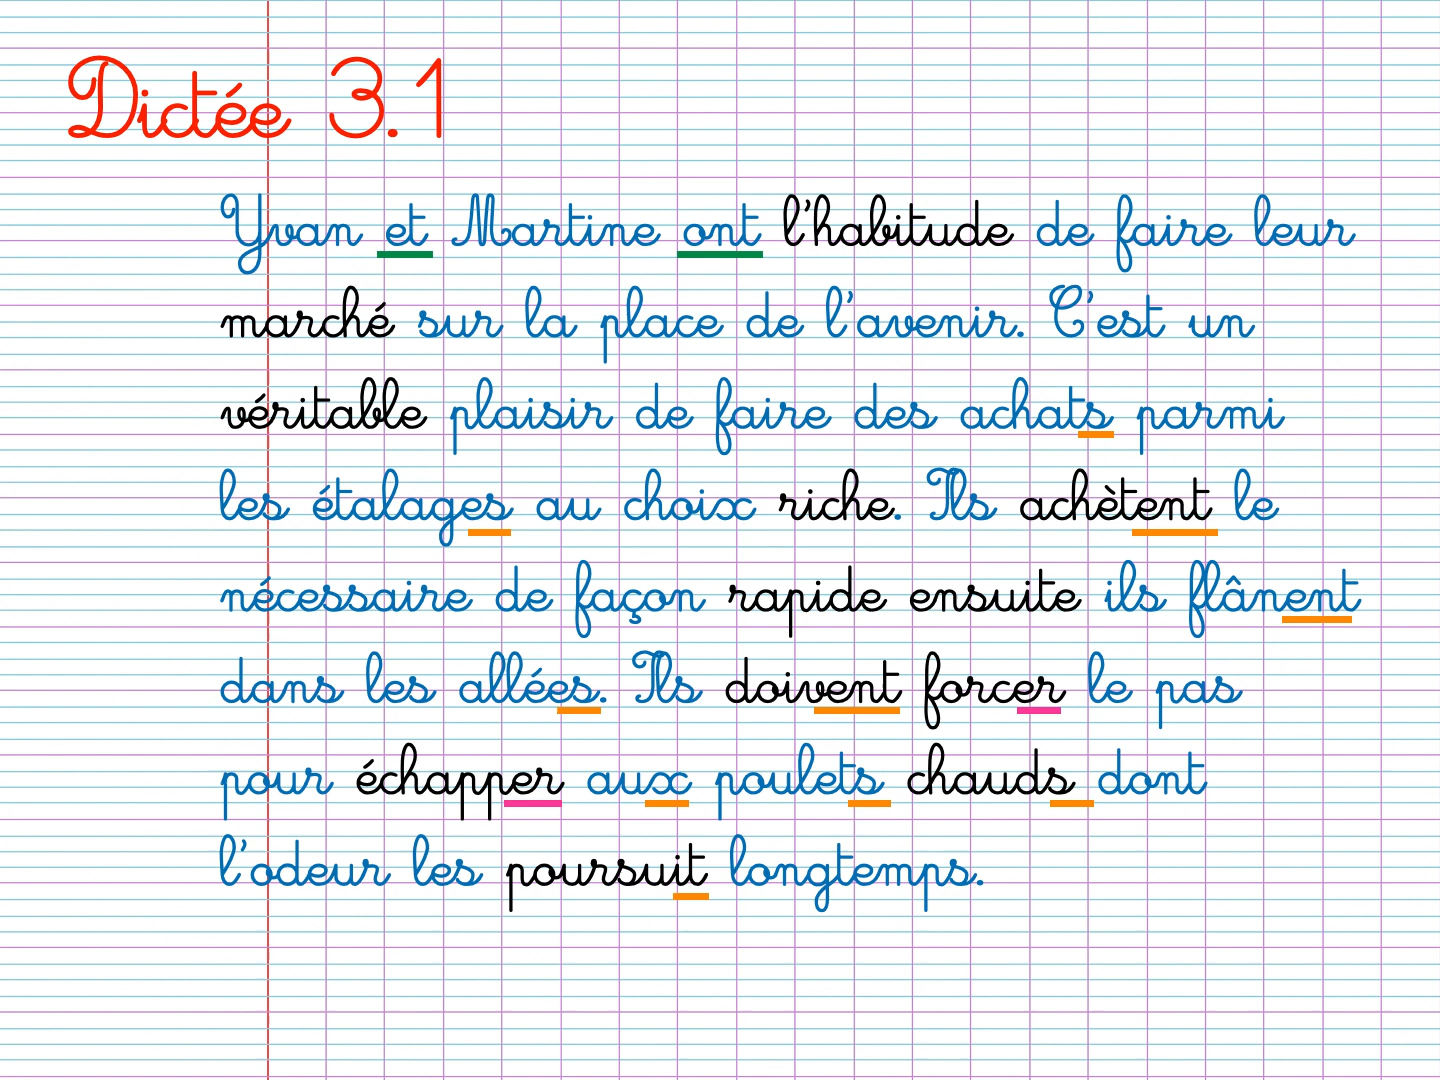 Dictée 3.1
Yvan et Martine ont l'habitude de faire leur
marché sur la place de l'avenir. C'est un
véritable plaisir de faire des achats parmi
les étalages au choix riche. Ils achètent le
nécessaire de façon rapide ensuite ils flânent
dans les allées. Ils doivent forcer le pas
pour échapper aux poulets chauds dont
l'odeur les poursuit longtemps.